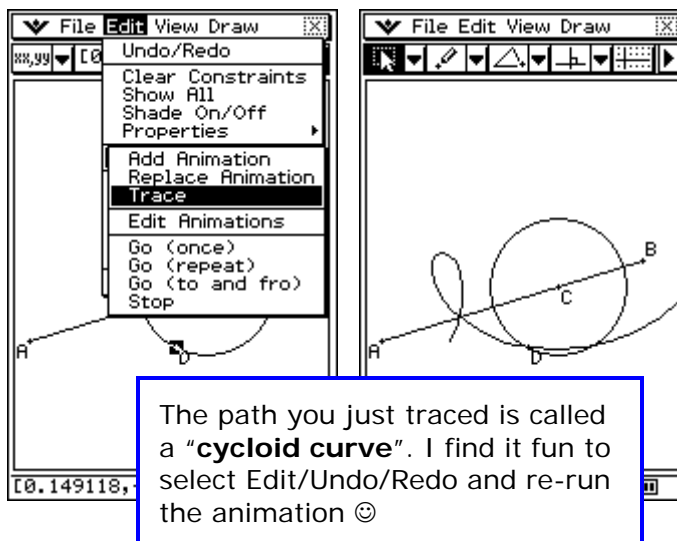 File Edit View Draw
xx,yy
Undo/Redo
Clear Constraints
Show All
Shade On/Off
Properties
Add Animation
Replace Animation
Trace
Edit Animations
Go (once)
Go (repeat)
Go (to and fro)
Stop
A
D
[0.149118,
File Edit View Draw
B
C
A
D
The path you just traced is called
a “cycloid curve”. I find it fun to
select Edit/Undo/Redo and re-run
the animation ☺